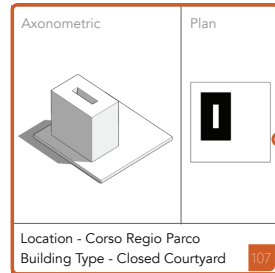 Axonometric
Plan
Location - Corso Regio Parco
Building Type - Closed Courtyard
107